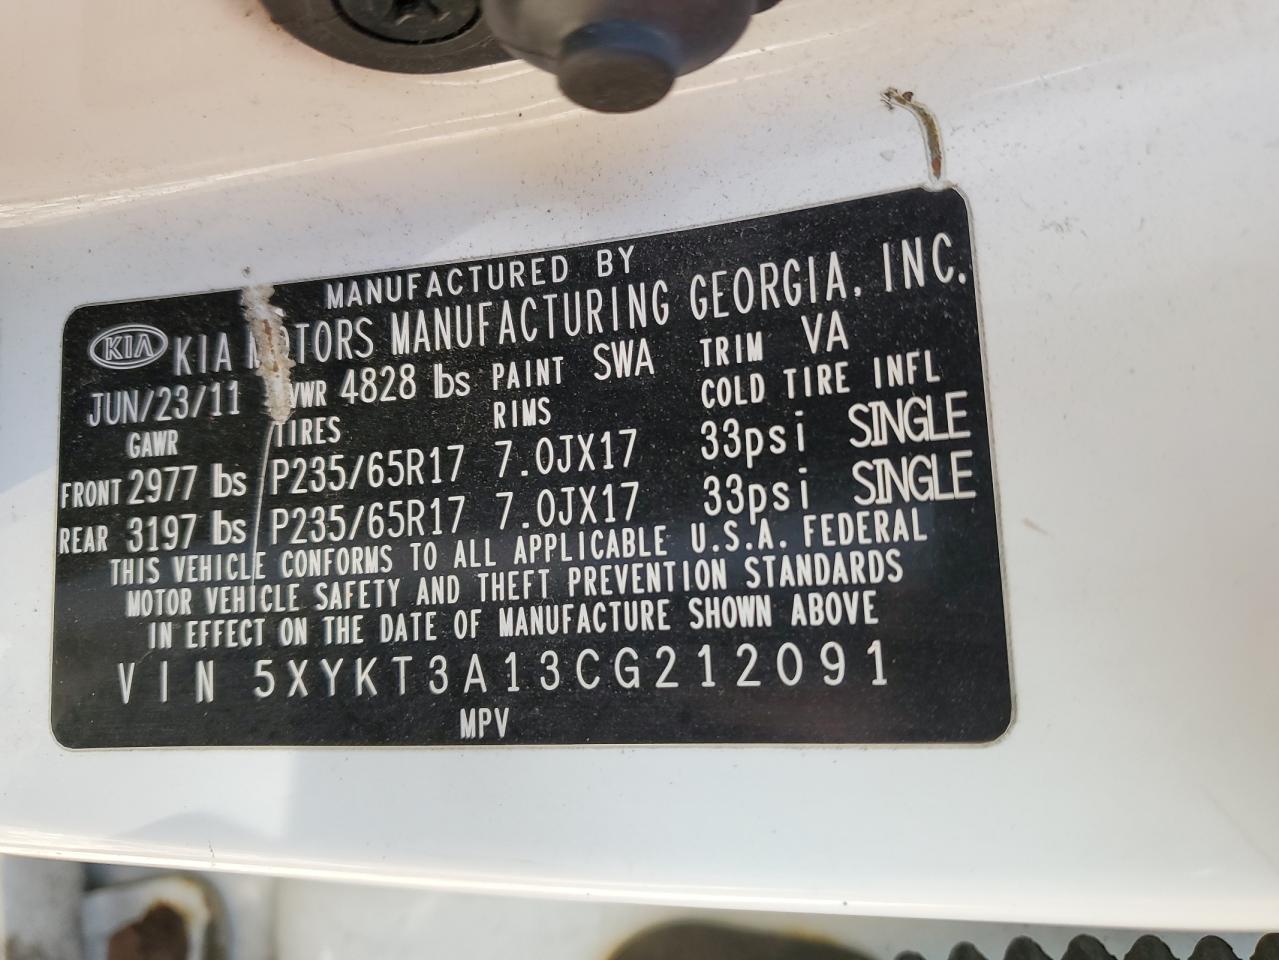 MANUFACTURED BY
KIA KIA MOTORS MANUFACTURING GEORGIA, INC.
JUN/23/11 VWR 4828 lbs PAINT SWA TRIM VA
GAWR TIRES RIMS COLD TIRE INFL
FRONT 2977 lbs P235/65R17 7.0JX17 33psi SINGLE
REAR 3197 lbs P235/65R17 7.0JX17 33psi SINGLE
THIS VEHICLE CONFORMS TO ALL APPLICABLE U.S.A. FEDERAL
MOTOR VEHICLE SAFETY AND THEFT PREVENTION STANDARDS
IN EFFECT ON THE DATE OF MANUFACTURE SHOWN ABOVE
VIN 5XYKT3A13CG212091
MPV